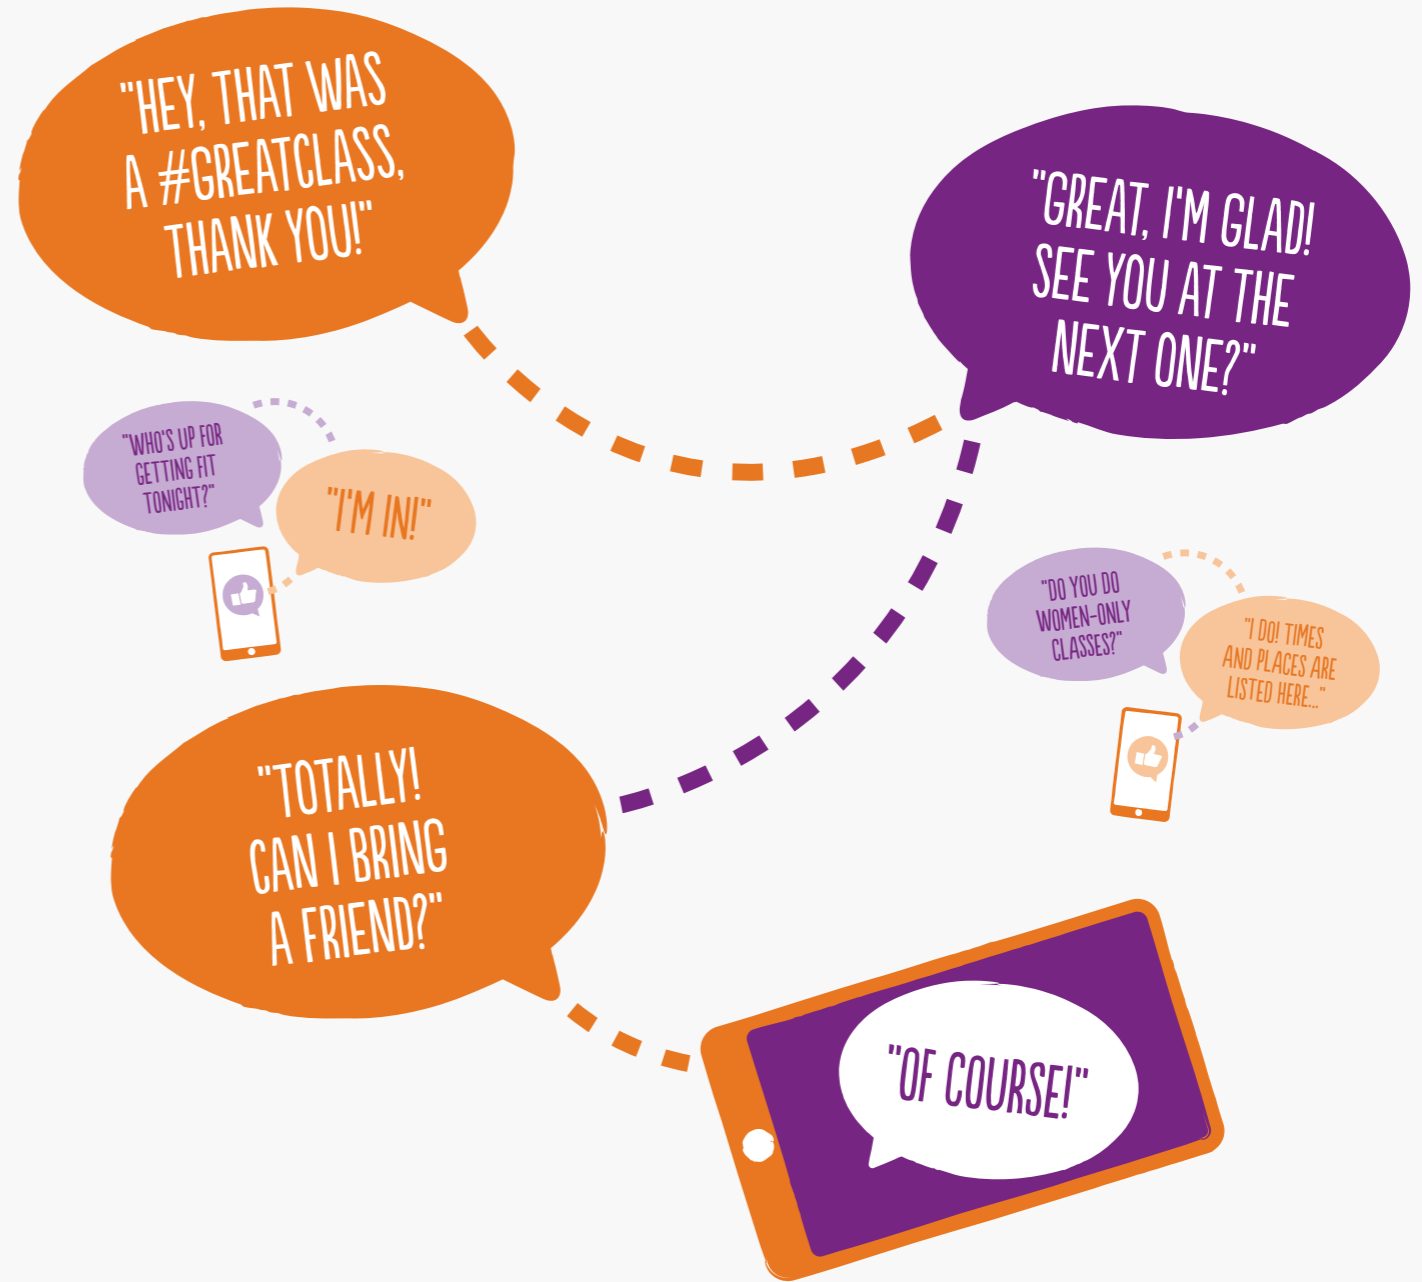 "HEY, THAT WAS
A #GREATCLASS,
THANK YOU!"
"GREAT, I'M GLAD!
SEE YOU AT THE
NEXT ONE?"
"WHO'S UP FOR
GETTING FIT
TONIGHT?"
"I'M IN!"
"DO YOU DO
WOMEN-ONLY
CLASSES?"
"I DO! TIMES
AND PLACES ARE
LISTED HERE..."
"TOTALLY!
CAN I BRING
A FRIEND?"
"OF COURSE!"